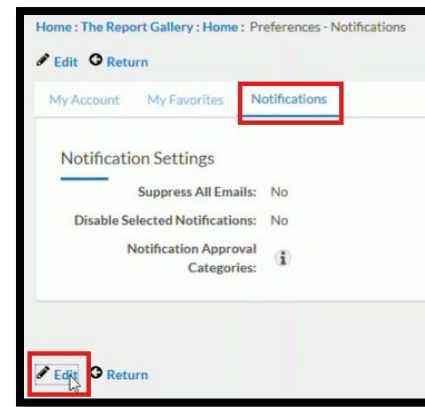 Home : The Report Gallery : Home : Preferences - Notifications
Edit Return
My Account My Favorites Notifications
Notification Settings
Suppress All Emails: No
Disable Selected Notifications: No
Notification Approval
Categories:
Edit Return